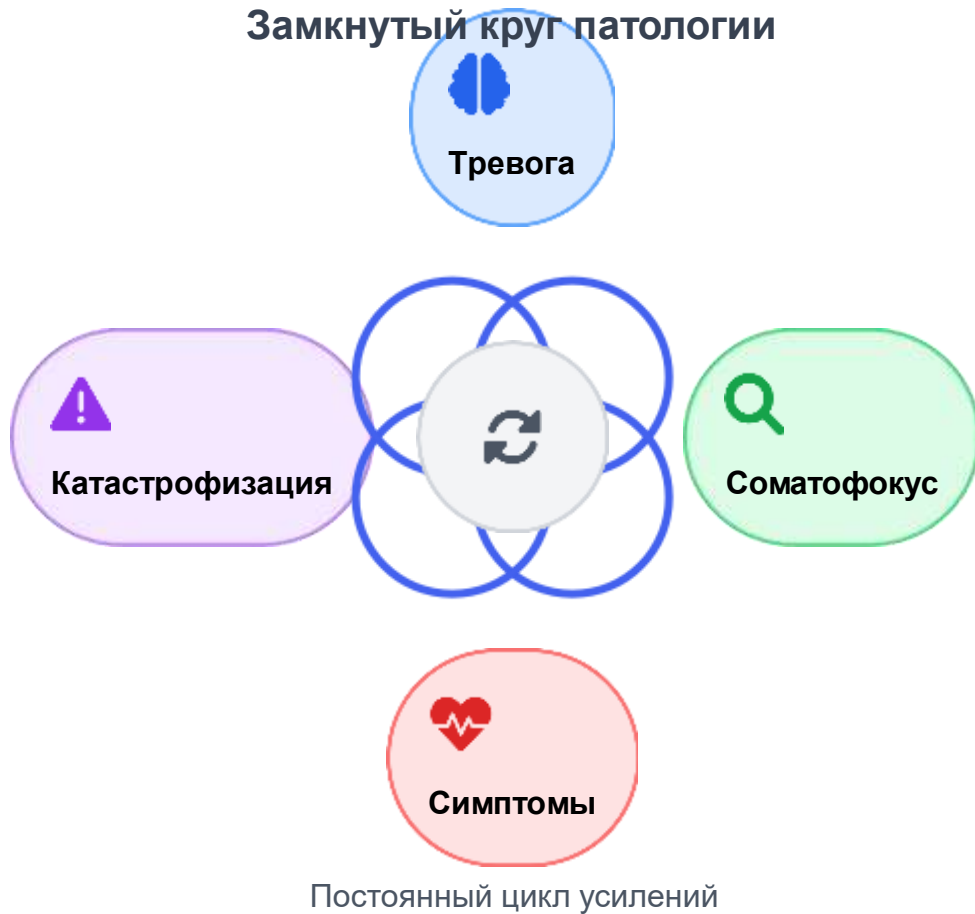 Замкнутый круг патологии
Тревога
Катастрофизация
Соматофокус
Симптомы
Постоянный цикл усилений